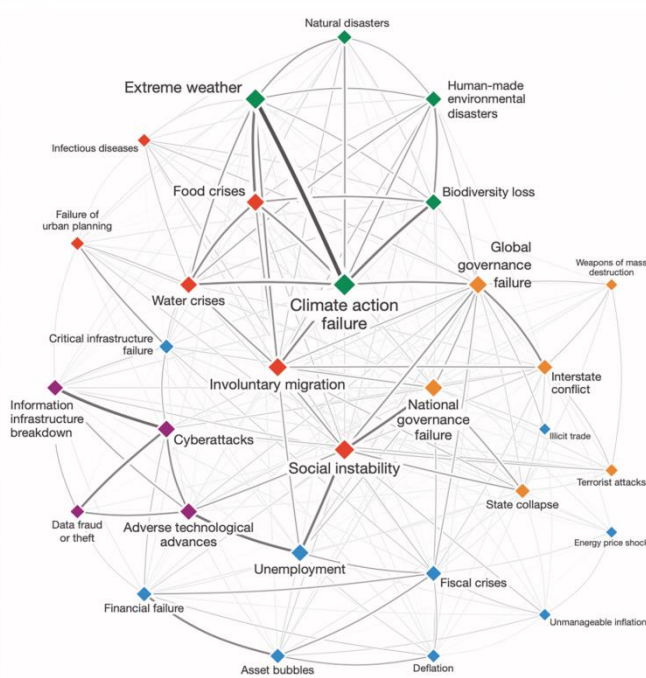 Natural disasters
Extreme weather
Human-made
environmental
disasters
Infectious diseases
Food crises
Biodiversity loss
Failure of
urban planning
Global
governance
failure
Weapons of mass
destruction
Water crises
Climate action
failure
Critical infrastructure
failure
Involuntary migration
Interstate
conflict
Information
infrastructure
breakdown
National
governance
failure
Cyberattacks
Illicit trade
Social instability
Terrorist attacks
State collapse
Data fraud
or theft
Adverse technological
advances
Energy price shock
Unemployment
Fiscal crises
Financial failure
Unmanageable inflation
Asset bubbles
Deflation